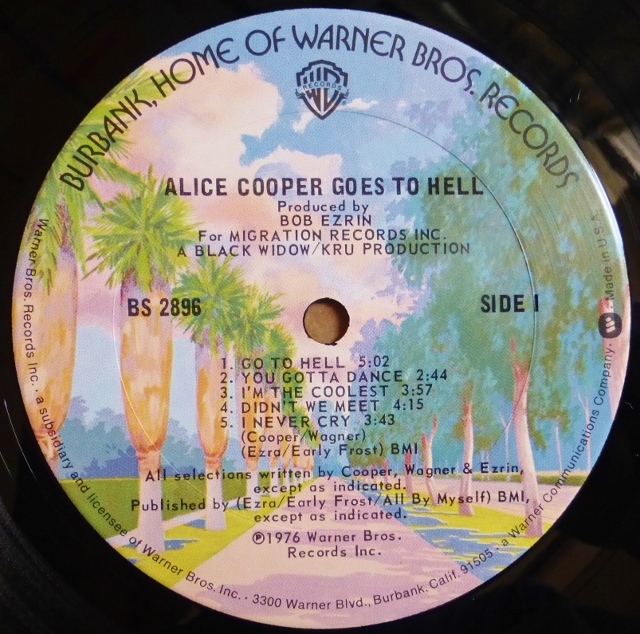 BURBANK, HOME OF WARNER BROS. RECORDS
W
RECORDS
ALICE COOPER GOES TO HELL
Produced by
BOB EZRIN
For MIGRATION RECORDS INC.
A BLACK WIDOW/KRU PRODUCTION
BS 2896
SIDE 1
1. GO TO HELL 5:02
2. YOU GOTTA DANCE 2:44
3. I'M THE COOLEST 3:57
4. DIDN'T WE MEET 4:15
5. I NEVER CRY 3:43
(Cooper/Wagner)
(Ezra/Early Frost) BMI
All selections written by Cooper, Wagner & Ezrin,
except as indicated.
Published by (Ezra/Early Frost/All By Myself) BMI,
except as indicated.
℗1976 Warner Bros.
Records Inc.
Warner Bros. Records Inc. · a subsidiary and licensee of Warner Bros. Inc. · 3300 Warner Blvd., Burbank, Calif. 91505 · a Warner Communications Company · Made in U.S.A.